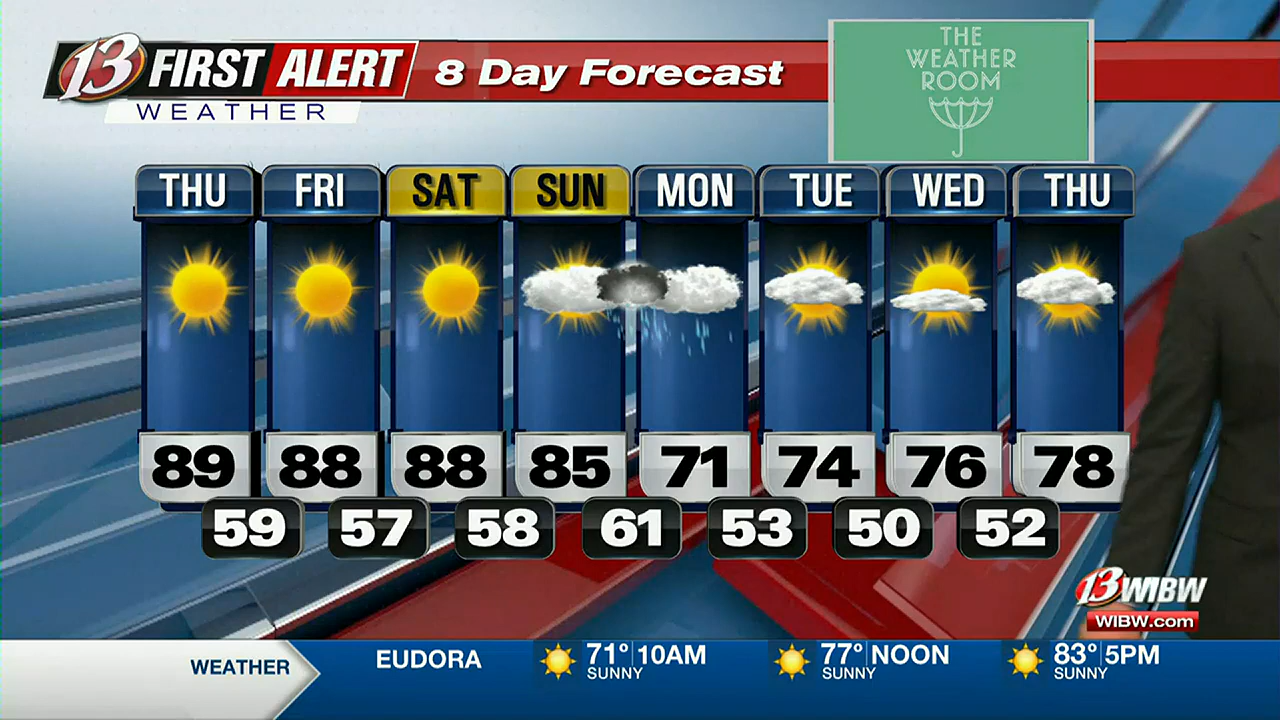 13 FIRST ALERT
WEATHER
8 Day Forecast
THE
WEATHER
ROOM
THU FRI SAT SUN MON TUE WED THU
89 88 88 85 71 74 76 78
59 57 58 61 53 50 52
13 WIBW
WIBW.com
WEATHER
EUDORA
71° 10AM
SUNNY
77° NOON
SUNNY
83° 5PM
SUNNY